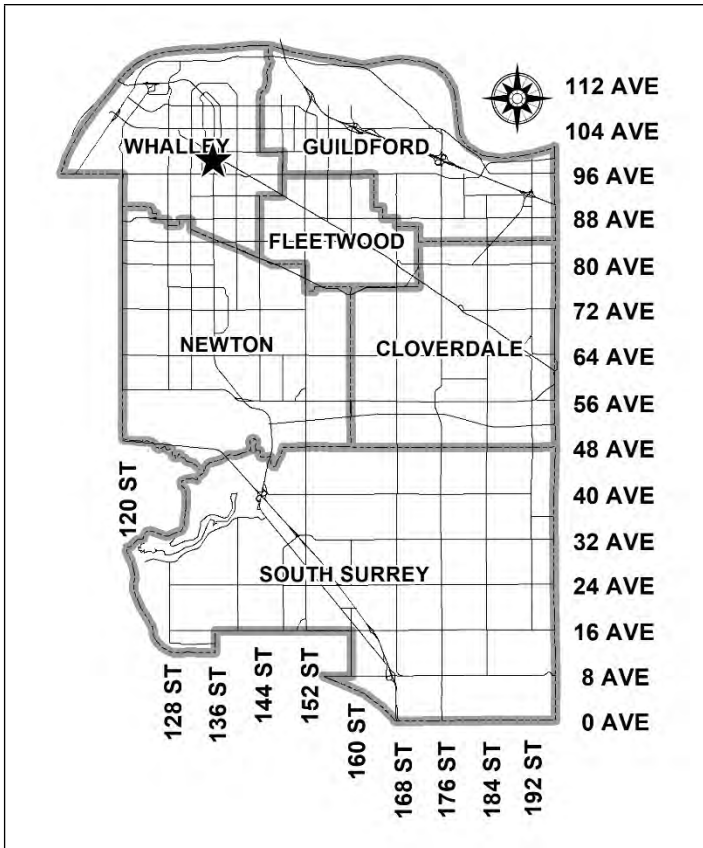 112 AVE
104 AVE
WHALLEY
GUILDFORD
96 AVE
88 AVE
FLEETWOOD
80 AVE
72 AVE
NEWTON
CLOVERDALE
64 AVE
56 AVE
48 AVE
120 ST
40 AVE
32 AVE
SOUTH SURREY
24 AVE
16 AVE
128 ST
136 ST
144 ST
152 ST
160 ST
168 ST
176 ST
184 ST
192 ST
8 AVE
0 AVE